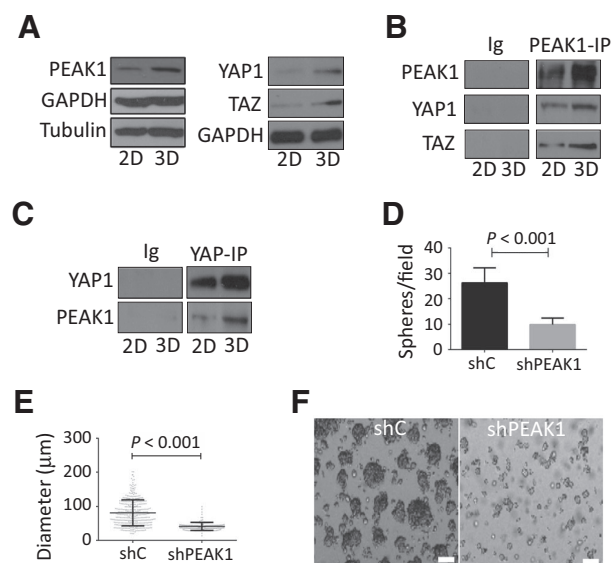 A
PEAK1
GAPDH
Tubulin
2D 3D
YAP1
TAZ
GAPDH
2D 3D
B
Ig PEAK1-IP
PEAK1
YAP1
TAZ
2D 3D 2D 3D
C
Ig YAP-IP
YAP1
PEAK1
2D 3D 2D 3D
D
P < 0.001
Spheres/field
40
30
20
10
0
shC shPEAK1
E
P < 0.001
Diameter (μm)
300
200
100
0
shC shPEAK1
F
shC shPEAK1